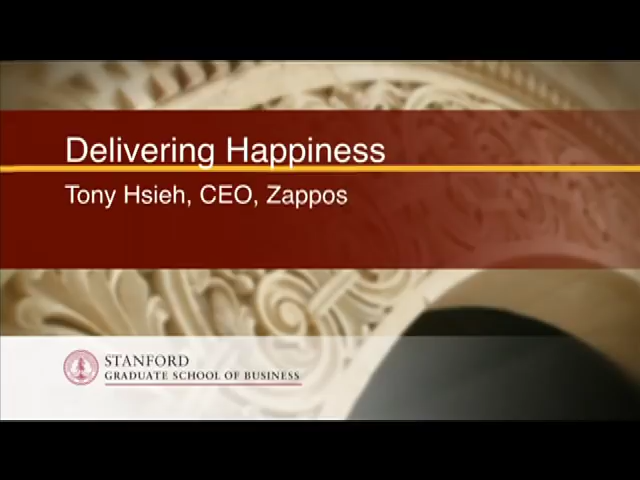 Delivering Happiness
Tony Hsieh, CEO, Zappos
STANFORD
GRADUATE SCHOOL OF BUSINESS